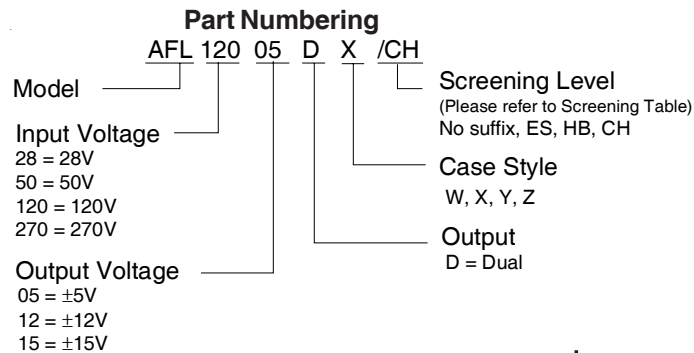 Part Numbering
AFL 120 05 D X /CH
Model
Input Voltage
28 = 28V
50 = 50V
120 = 120V
270 = 270V
Output Voltage
05 = ±5V
12 = ±12V
15 = ±15V
Screening Level
(Please refer to Screening Table)
No suffix, ES, HB, CH
Case Style
W, X, Y, Z
Output
D = Dual